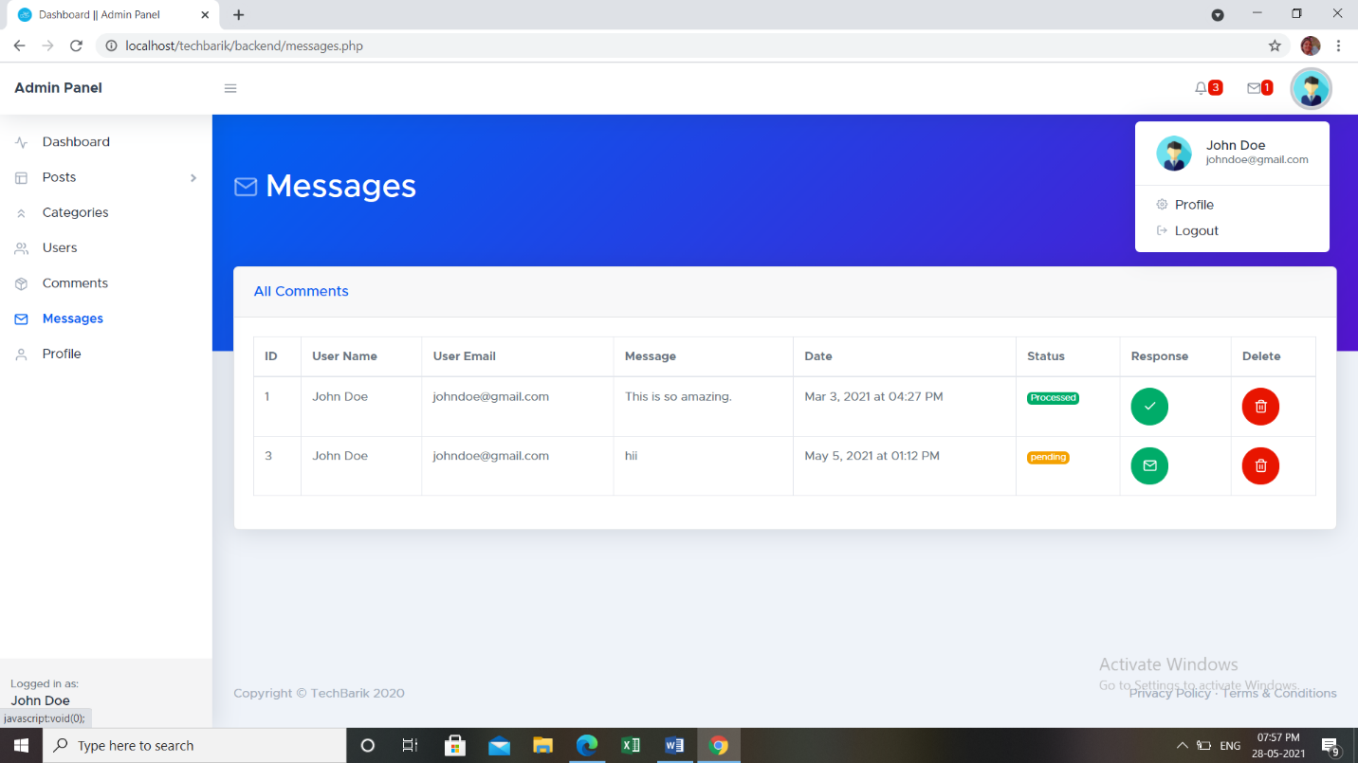 Dashboard || Admin Panel
localhost/techbarik/backend/messages.php
Admin Panel
3
1
Dashboard
Posts
Categories
Users
Comments
Messages
Profile
Logged in as:
John Doe
javascript:void(0);
Messages
John Doe
johndoe@gmail.com
Profile
Logout
All Comments
ID User Name User Email Message Date Status Response Delete
1 John Doe johndoe@gmail.com This is so amazing. Mar 3, 2021 at 04:27 PM Processed
3 John Doe johndoe@gmail.com hii May 5, 2021 at 01:12 PM pending
Activate Windows
Go to Settings to activate Windows.
Copyright © TechBarik 2020
Privacy Policy · Terms & Conditions
Type here to search
ENG
07:57 PM
28-05-2021
9